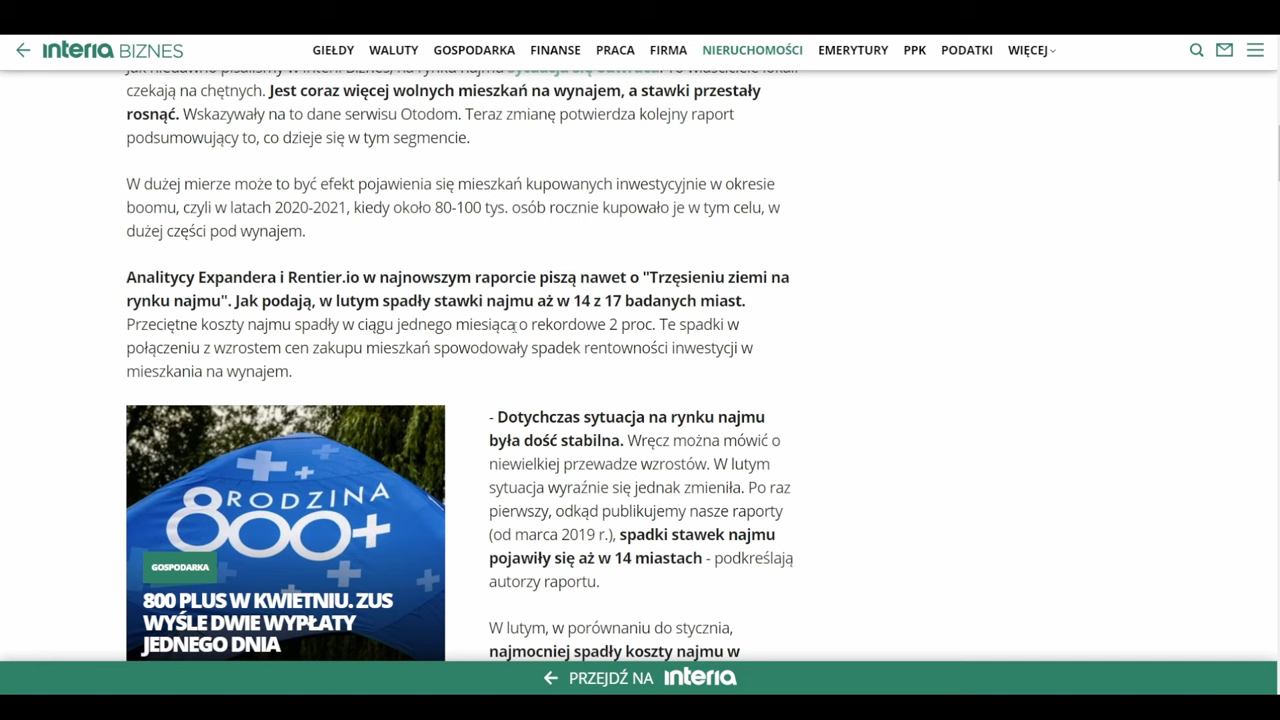 interia BIZNES GIEŁDY WALUTY GOSPODARKA FINANSE PRACA FIRMA NIERUCHOMOŚCI EMERYTURY PPK PODATKI WIĘCEJ
Jak niedawno pisaliśmy w Interii Biznes, na rynku najmu sytuacja się odwraca. To właściciele lokali
czekają na chętnych. Jest coraz więcej wolnych mieszkań na wynajem, a stawki przestały
rosnąć. Wskazywały na to dane serwisu Otodom. Teraz zmianę potwierdza kolejny raport
podsumowujący to, co dzieje się w tym segmencie.
W dużej mierze może to być efekt pojawienia się mieszkań kupowanych inwestycyjnie w okresie
boomu, czyli w latach 2020-2021, kiedy około 80-100 tys. osób rocznie kupowało je w tym celu, w
dużej części pod wynajem.
Analitycy Expandera i Rentier.io w najnowszym raporcie piszą nawet o "Trzęsieniu ziemi na
rynku najmu". Jak podają, w lutym spadły stawki najmu aż w 14 z 17 badanych miast.
Przeciętne koszty najmu spadły w ciągu jednego miesiąca o rekordowe 2 proc. Te spadki w
połączeniu z wzrostem cen zakupu mieszkań spowodowały spadek rentowności inwestycji w
mieszkania na wynajem.
RODZINA
800+
GOSPODARKA
800 PLUS W KWIETNIU. ZUS
WYŚLE DWIE WYPŁATY
JEDNEGO DNIA
- Dotychczas sytuacja na rynku najmu
była dość stabilna. Wręcz można mówić o
niewielkiej przewadze wzrostów. W lutym
sytuacja wyraźnie się jednak zmieniła. Po raz
pierwszy, odkąd publikujemy nasze raporty
(od marca 2019 r.), spadki stawek najmu
pojawiły się aż w 14 miastach - podkreślają
autorzy raportu.
W lutym, w porównaniu do stycznia,
najmocniej spadły koszty najmu w
PRZEJDŹ NA interia